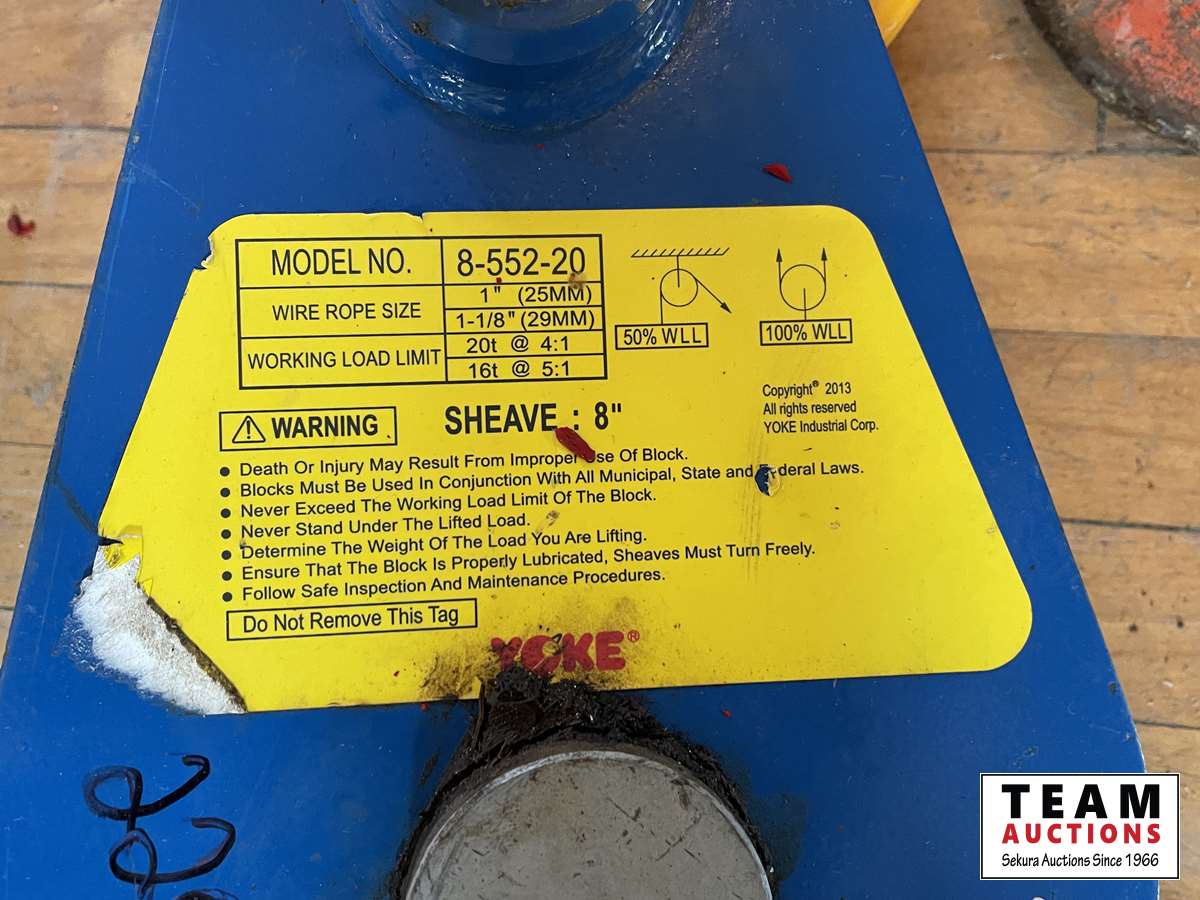 MODEL NO. 8-552-20
WIRE ROPE SIZE 1" (25MM)
1-1/8" (29MM)
WORKING LOAD LIMIT 20t @ 4:1
16t @ 5:1
50% WLL
100% WLL
Copyright® 2013
All rights reserved
YOKE Industrial Corp.
WARNING
SHEAVE : 8"
• Death Or Injury May Result From Improper Use Of Block.
• Blocks Must Be Used In Conjunction With All Municipal, State and Federal Laws.
• Never Exceed The Working Load Limit Of The Block.
• Never Stand Under The Lifted Load.
• Determine The Weight Of The Load You Are Lifting.
• Ensure That The Block Is Properly Lubricated, Sheaves Must Turn Freely.
• Follow Safe Inspection And Maintenance Procedures.
Do Not Remove This Tag
YOKE®
TEAM
AUCTIONS
Sekura Auctions Since 1966